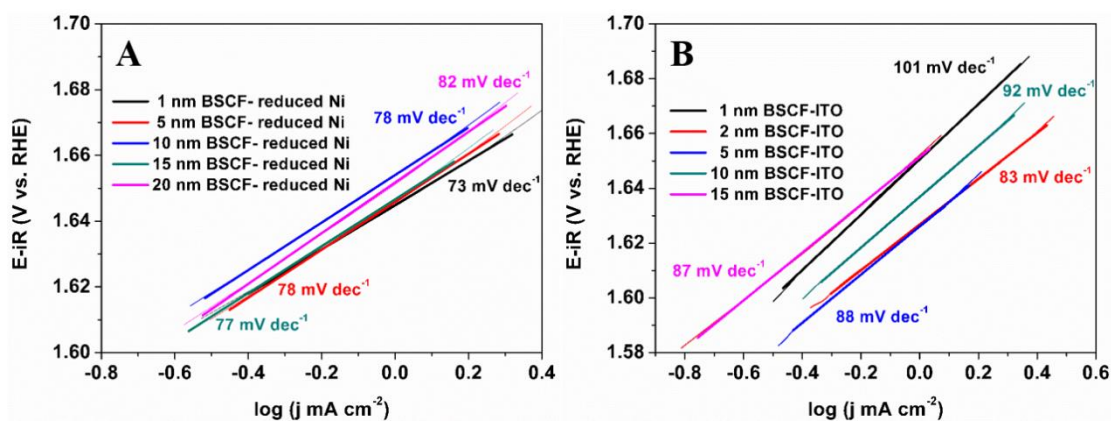 A
1.70
1.68
1.66
1.64
1.62
1.60
E-iR (V vs. RHE)
1 nm BSCF- reduced Ni
5 nm BSCF- reduced Ni
10 nm BSCF- reduced Ni
15 nm BSCF- reduced Ni
20 nm BSCF- reduced Ni
82 mV dec⁻¹
78 mV dec⁻¹
73 mV dec⁻¹
78 mV dec⁻¹
77 mV dec⁻¹
-0.8 -0.6 -0.4 -0.2 0.0 0.2 0.4
log (j mA cm⁻²)
B
1.70
1.68
1.66
1.64
1.62
1.60
1.58
E-iR (V vs. RHE)
1 nm BSCF-ITO
2 nm BSCF-ITO
5 nm BSCF-ITO
10 nm BSCF-ITO
15 nm BSCF-ITO
101 mV dec⁻¹
92 mV dec⁻¹
83 mV dec⁻¹
87 mV dec⁻¹
88 mV dec⁻¹
-0.8 -0.4 0.0 0.4 0.8
log (j mA cm⁻²)